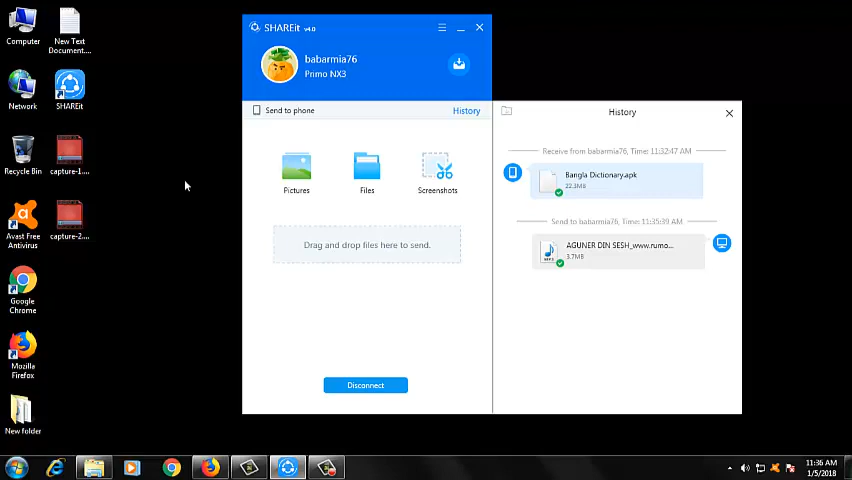 Computer
New Text
Document....
Network
SHAREit
Recycle Bin
capture-1....
Avast Free
Antivirus
capture-2....
Google
Chrome
Mozilla
Firefox
New folder
SHAREit v4.0
babarmia76
Primo NX3
Send to phone
History
Pictures
Files
Screenshots
Drag and drop files here to send.
Disconnect
History
Receive from babarmia76, Time: 11:32:47 AM
Bangla Dictionary.apk
22.3MB
Send to babarmia76, Time: 11:35:39 AM
AGUNER DIN SESH_www.rumo...
3.7MB
11:36 AM
1/5/2018